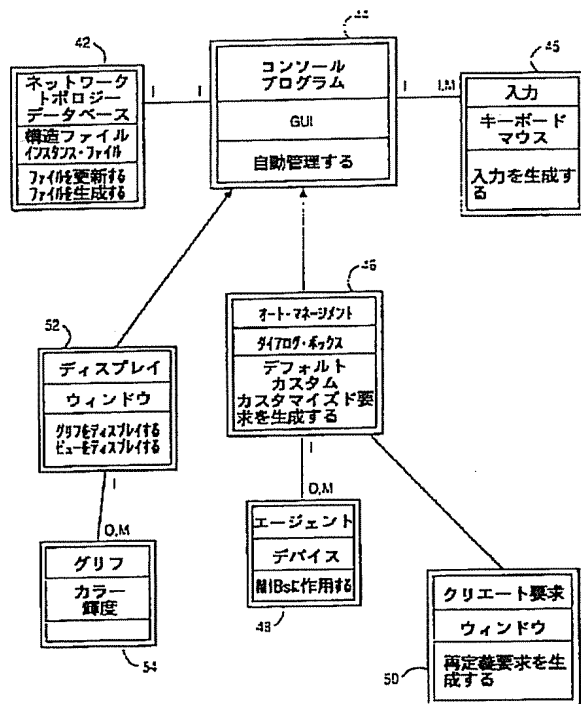 42
ネットワーク
トポロジー
データベース
構造ファイル
インスタンス・ファイル
ファイルを更新する
ファイルを生成する
1
1
44
コンソール
プログラム
GUI
自動管理する
1
1,M
45
入力
キーボード
マウス
入力を生成す
る
52
ディスプレイ
ウィンドウ
グリフをディスプレイする
ビューをディスプレイする
1
0,M
グリフ
カラー
輝度
54
46
オート・マネージメント
ダイフログ・ボックス
デフォルト
カスタム
カスタマイズド要
求を生成する
1
0,M
エージェント
デバイス
MIBsに作用する
48
クリエート要求
ウィンドウ
再定義要求を生
成する
50